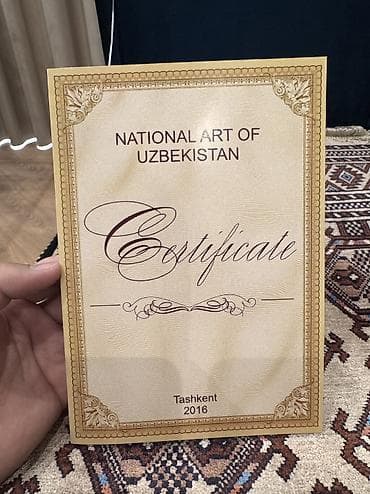 NATIONAL ART OF
UZBEKISTAN
Certificate
Tashkent
2016